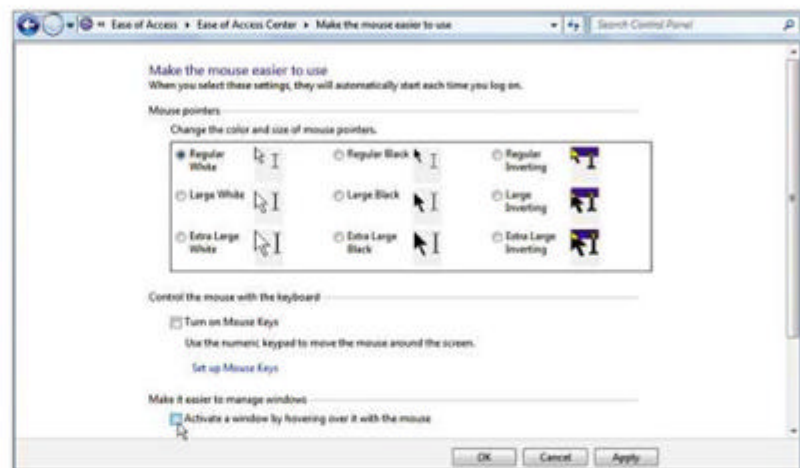 « Ease of Access ▸ Ease of Access Center ▸ Make the mouse easier to use
Search Control Panel
Make the mouse easier to use
When you select these settings, they will automatically start each time you log on.
Mouse pointers
Change the color and size of mouse pointers.
Regular White
Regular Black
Regular Inverting
Large White
Large Black
Large Inverting
Extra Large White
Extra Large Black
Extra Large Inverting
Control the mouse with the keyboard
Turn on Mouse Keys
Use the numeric keypad to move the mouse around the screen.
Set up Mouse Keys
Make it easier to manage windows
Activate a window by hovering over it with the mouse
OK
Cancel
Apply